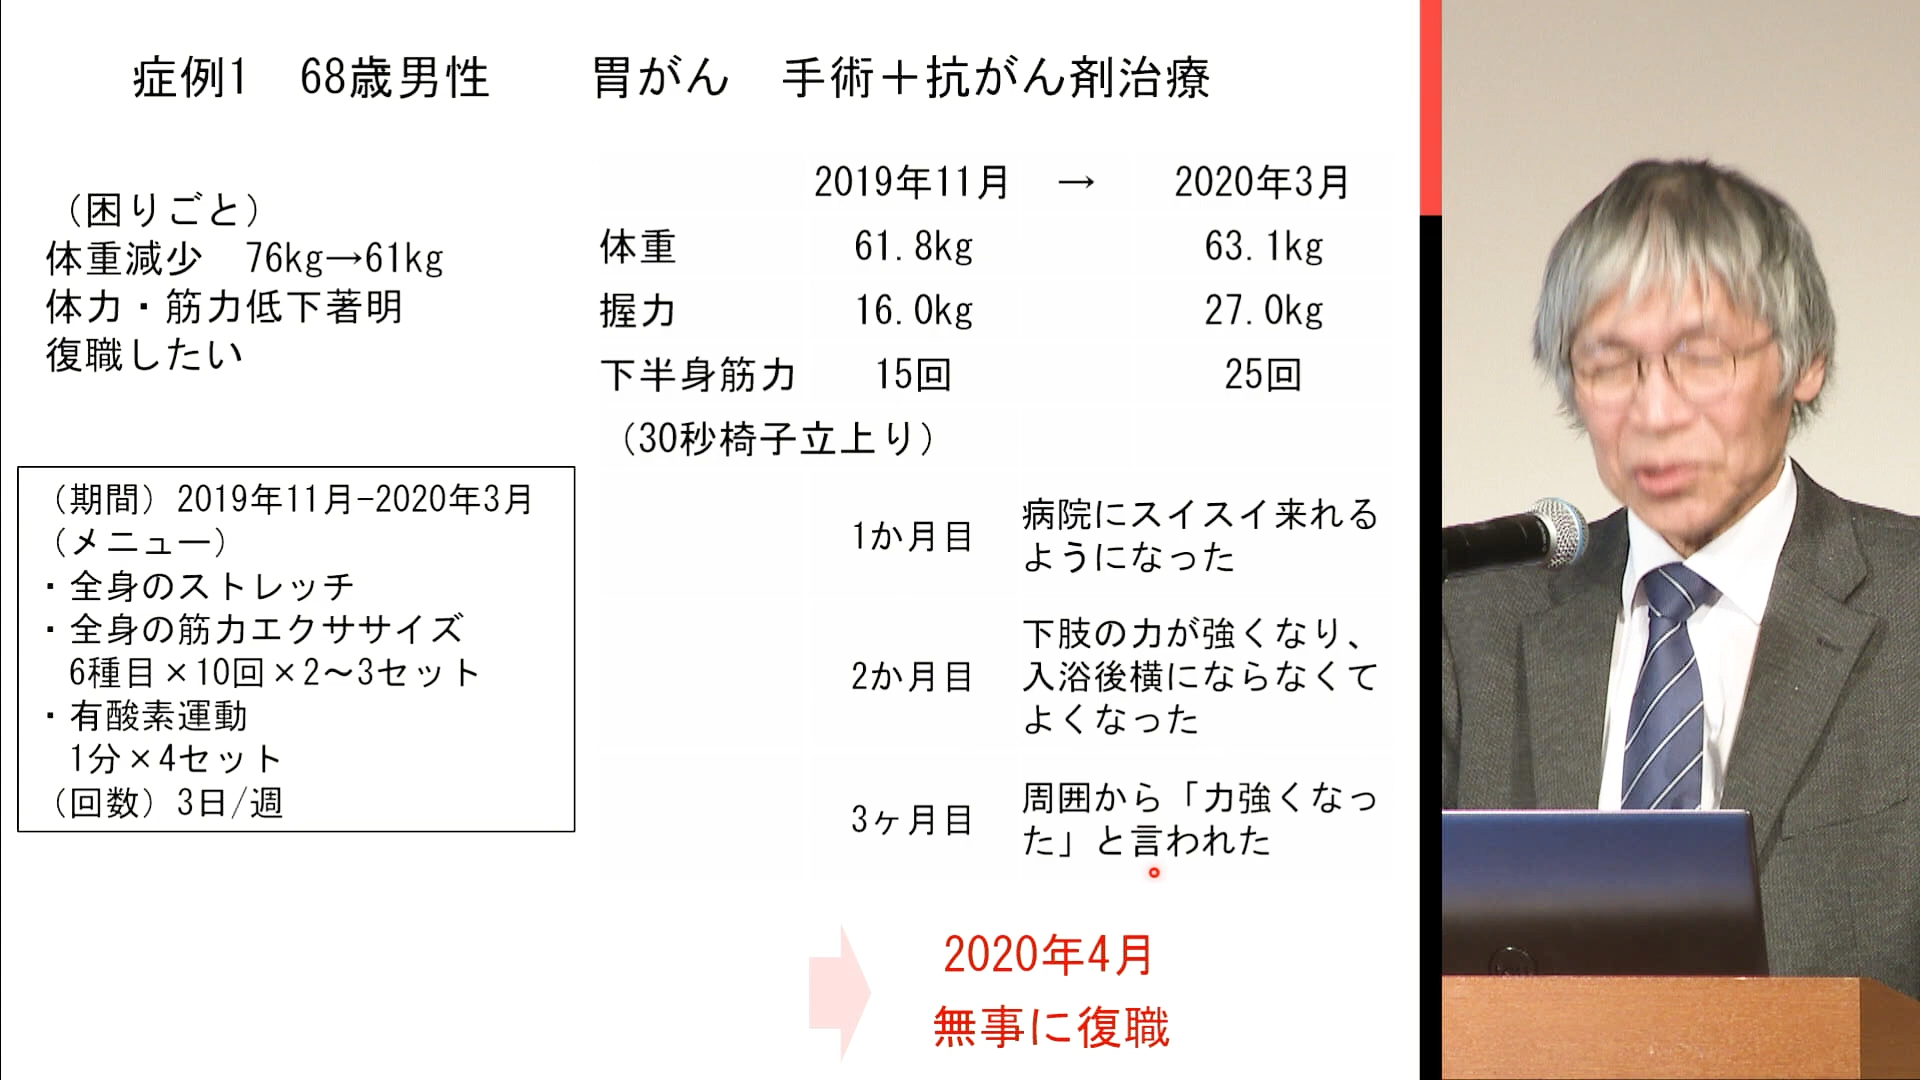 症例1　68歳男性　　胃がん　手術＋抗がん剤治療
（困りごと）
体重減少　76kg→61kg
体力・筋力低下著明
復職したい
（期間）2019年11月-2020年3月
（メニュー）
・全身のストレッチ
・全身の筋力エクササイズ
6種目×10回×2～3セット
・有酸素運動
1分×4セット
（回数）3日/週
2019年11月　→　2020年3月
体重　61.8kg　63.1kg
握力　16.0kg　27.0kg
下半身筋力　15回　25回
（30秒椅子立上り）
1か月目　病院にスイスイ来れる
ようになった
下肢の力が強くなり、
2か月目　入浴後横にならなくて
よくなった
3ヶ月目　周囲から「力強くなっ
た」と言われた
2020年4月
無事に復職